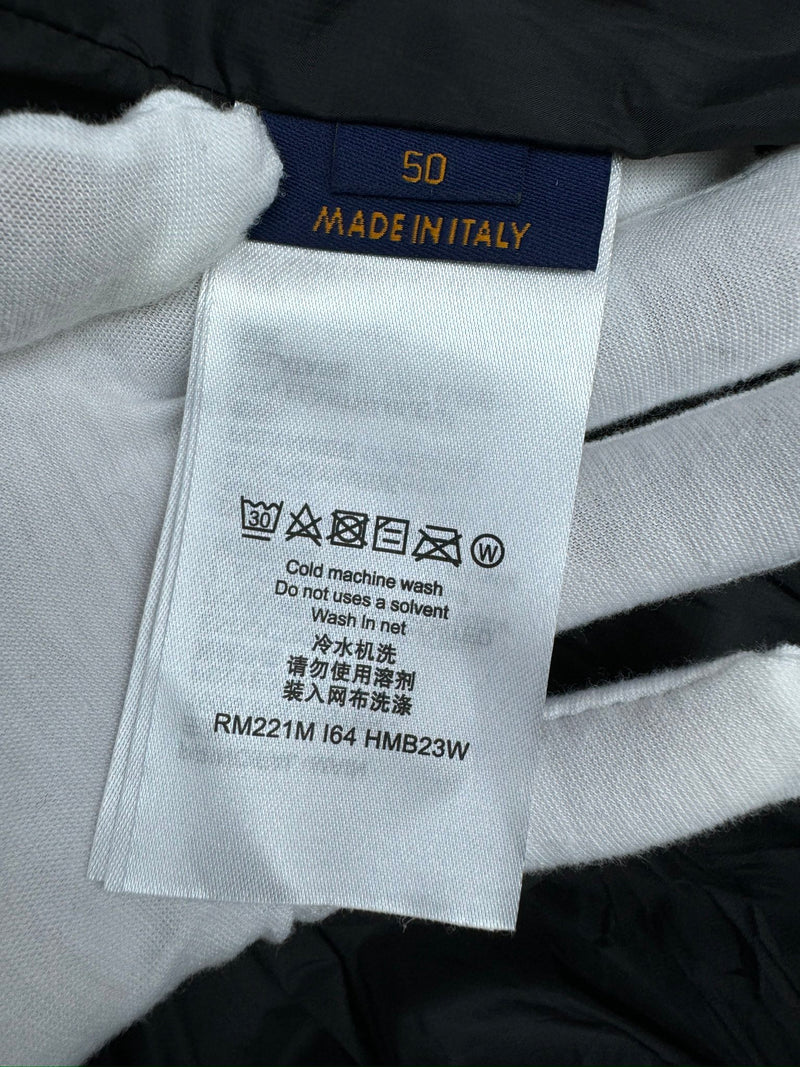 50
MADE IN ITALY
30 W
Cold machine wash
Do not uses a solvent
Wash In net
冷水机洗
请勿使用溶剂
装入网布洗涤
RM221M I64 HMB23W